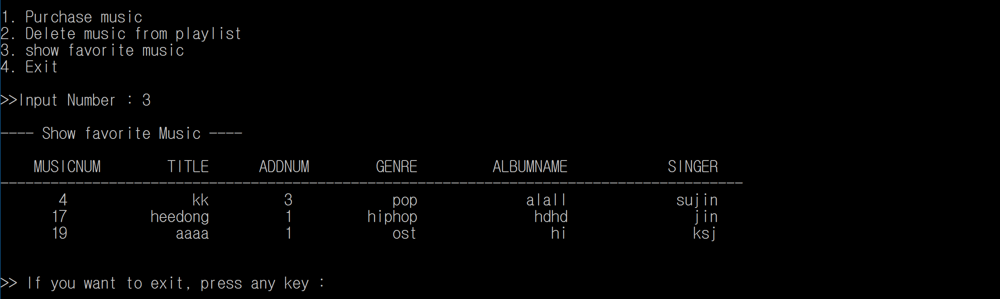 1. Purchase music
2. Delete music from playlist
3. show favorite music
4. Exit
>>Input Number : 3
---- Show favorite Music ----
MUSICNUM TITLE ADDNUM GENRE ALBUMNAME SINGER
-----------------------------------------------------------------------------------------
4 kk 3 pop alall sujin
17 heedong 1 hiphop hdhd jin
19 aaaa 1 ost hi ksj
>> If you want to exit, press any key :